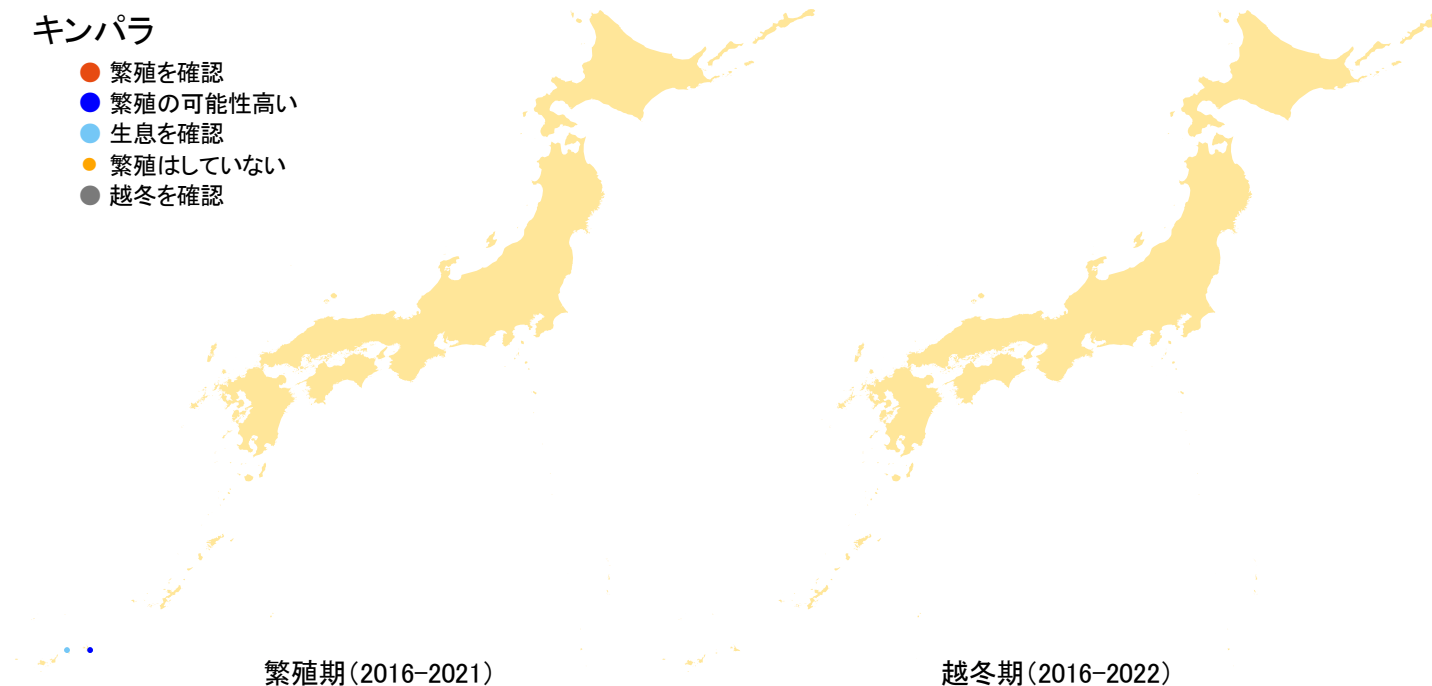 キンパラ
繁殖を確認
繁殖の可能性高い
生息を確認
繁殖はしていない
越冬を確認
繁殖期（2016-2021）
越冬期（2016-2022）